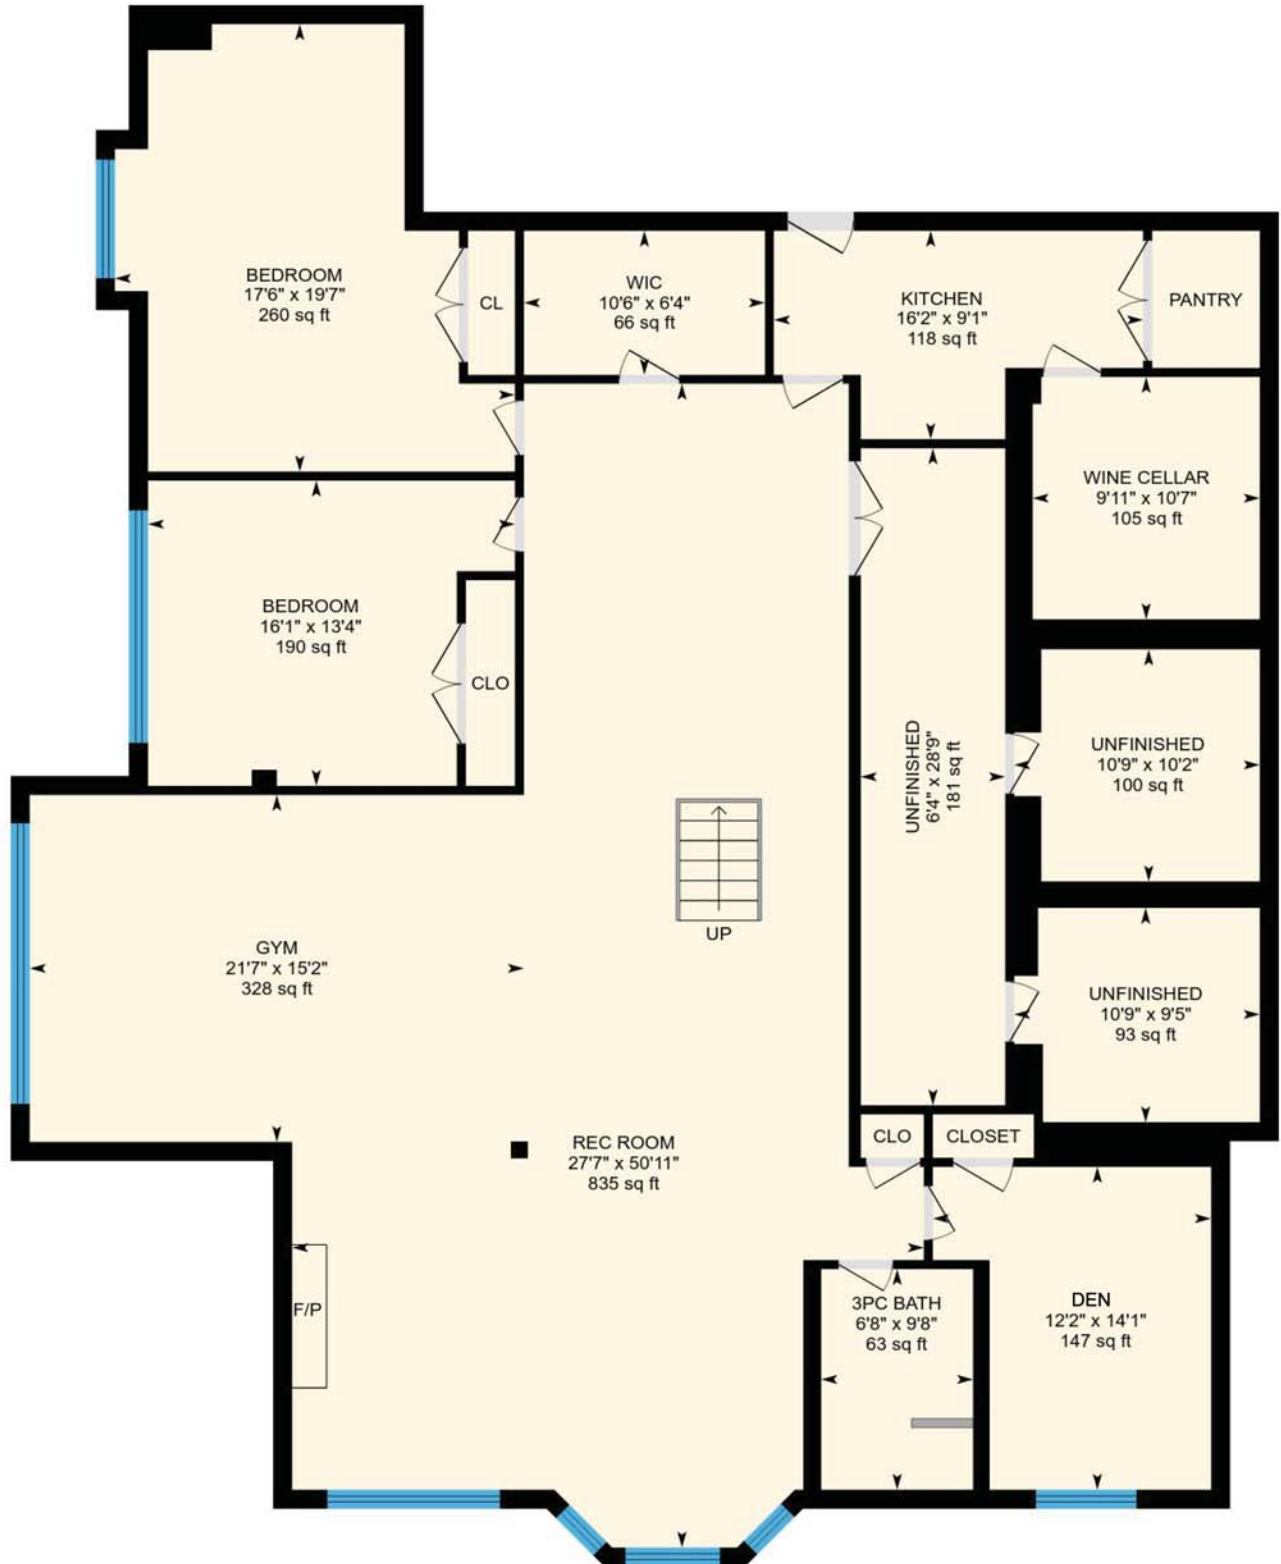 BEDROOM
17'6" x 19'7"
260 sq ft
CL
WIC
10'6" x 6'4"
66 sq ft
KITCHEN
16'2" x 9'1"
118 sq ft
PANTRY
WINE CELLAR
9'11" x 10'7"
105 sq ft
BEDROOM
16'1" x 13'4"
190 sq ft
CLO
UNFINISHED
6'4" x 28'9"
181 sq ft
UNFINISHED
10'9" x 10'2"
100 sq ft
UP
GYM
21'7" x 15'2"
328 sq ft
UNFINISHED
10'9" x 9'5"
93 sq ft
REC ROOM
27'7" x 50'11"
835 sq ft
CLO
CLOSET
F/P
3PC BATH
6'8" x 9'8"
63 sq ft
DEN
12'2" x 14'1"
147 sq ft